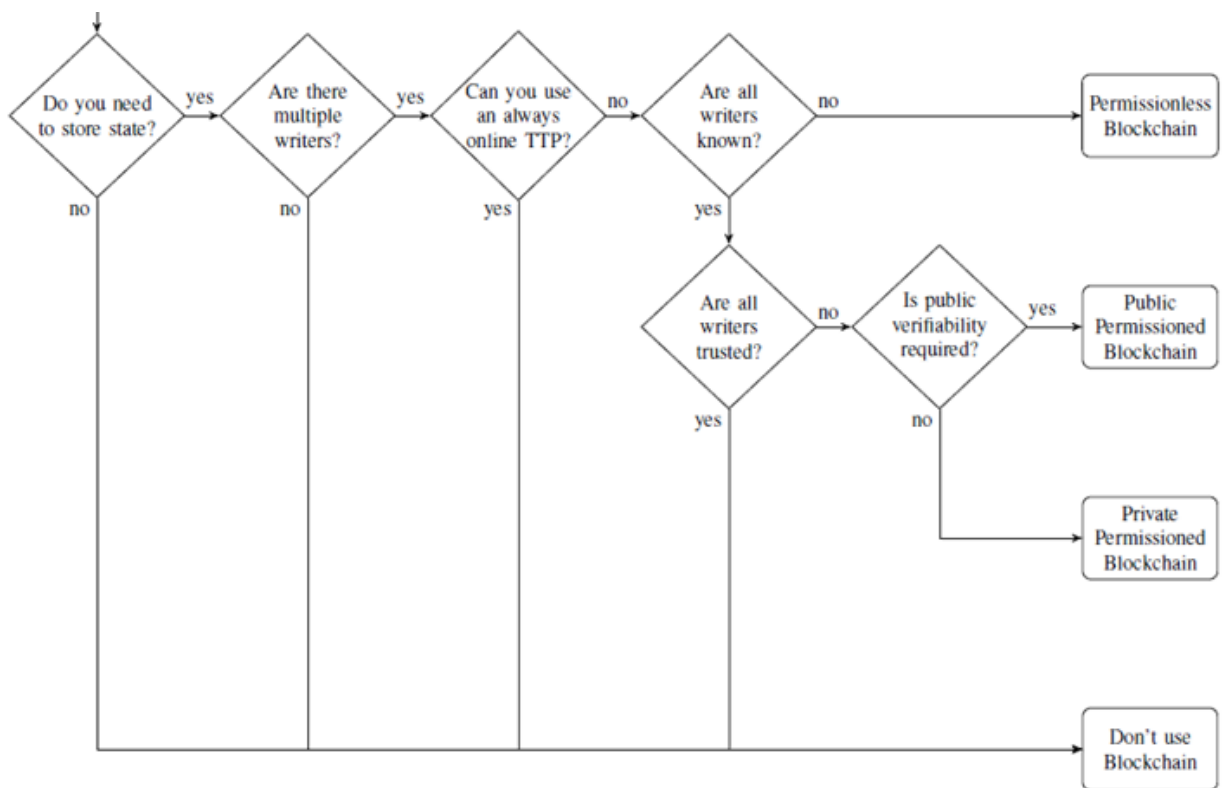 Do you need
to store state?
yes
no
Are there
multiple
writers?
yes
no
Can you use
an always
online TTP?
no
yes
Are all
writers
known?
no
yes
Permissionless
Blockchain
Are all
writers
trusted?
no
yes
Is public
verifiability
required?
yes
no
Public
Permissioned
Blockchain
Private
Permissioned
Blockchain
Don't use
Blockchain